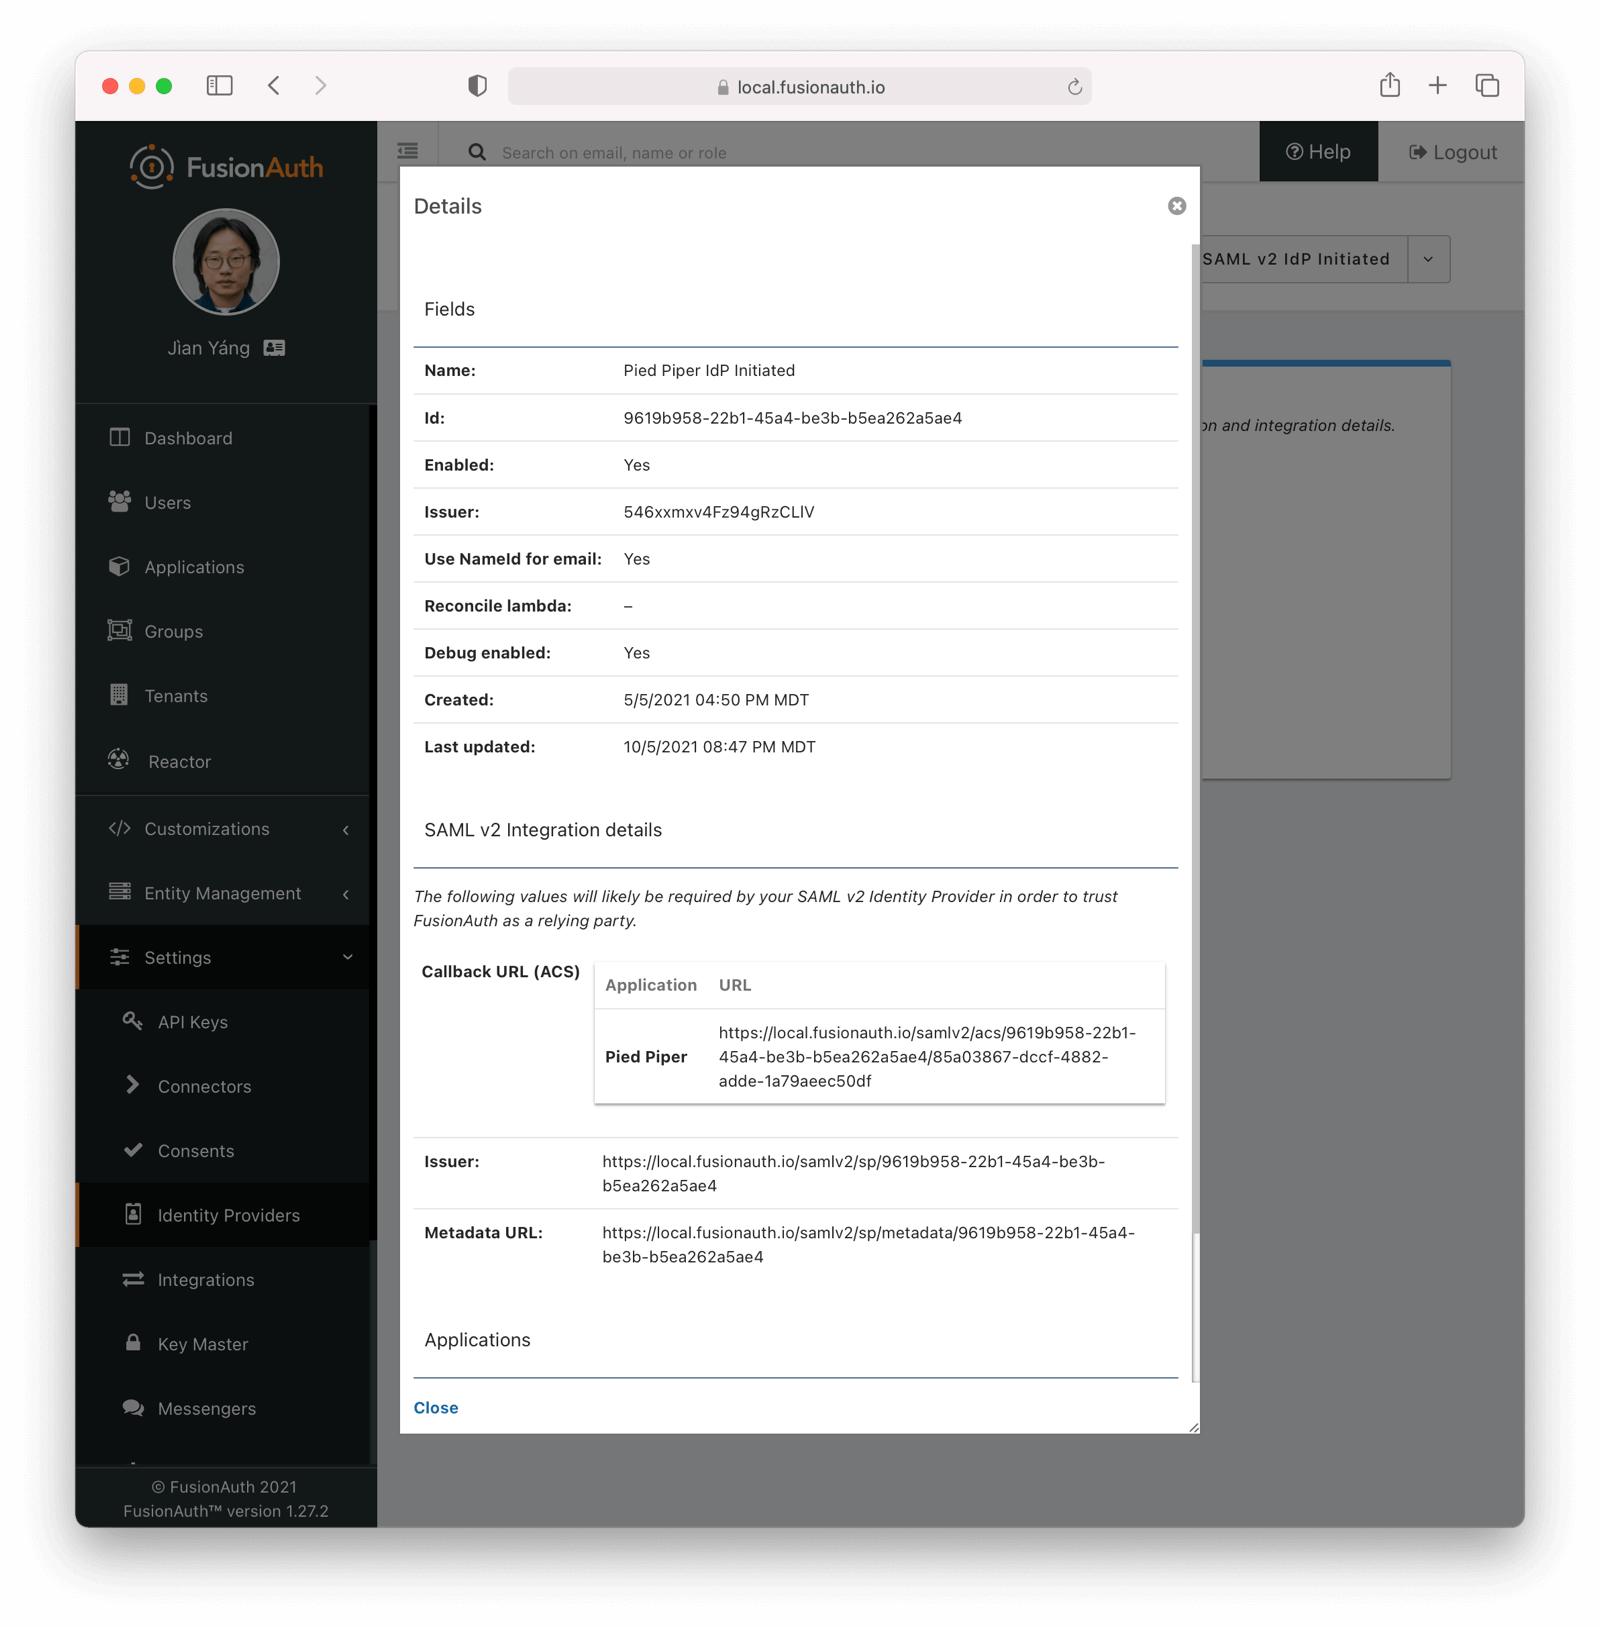 local.fusionauth.io
FusionAuth
Search on email, name or role
Help
Logout
Jìan Yáng
Dashboard
Users
Applications
Groups
Tenants
Reactor
Customizations
Entity Management
Settings
API Keys
Connectors
Consents
Identity Providers
Integrations
Key Master
Messengers
© FusionAuth 2021
FusionAuth™ version 1.27.2
SAML v2 IdP Initiated
on and integration details.
Details
Fields
Name: Pied Piper IdP Initiated
Id: 9619b958-22b1-45a4-be3b-b5ea262a5ae4
Enabled: Yes
Issuer: 546xxmxv4Fz94gRzCLIV
Use NameId for email: Yes
Reconcile lambda: –
Debug enabled: Yes
Created: 5/5/2021 04:50 PM MDT
Last updated: 10/5/2021 08:47 PM MDT
SAML v2 Integration details
The following values will likely be required by your SAML v2 Identity Provider in order to trust
FusionAuth as a relying party.
Callback URL (ACS)
Application URL
Pied Piper
https://local.fusionauth.io/samlv2/acs/9619b958-22b1-
45a4-be3b-b5ea262a5ae4/85a03867-dccf-4882-
adde-1a79aeec50df
Issuer: https://local.fusionauth.io/samlv2/sp/9619b958-22b1-45a4-be3b-
b5ea262a5ae4
Metadata URL: https://local.fusionauth.io/samlv2/sp/metadata/9619b958-22b1-45a4-
be3b-b5ea262a5ae4
Applications
Close